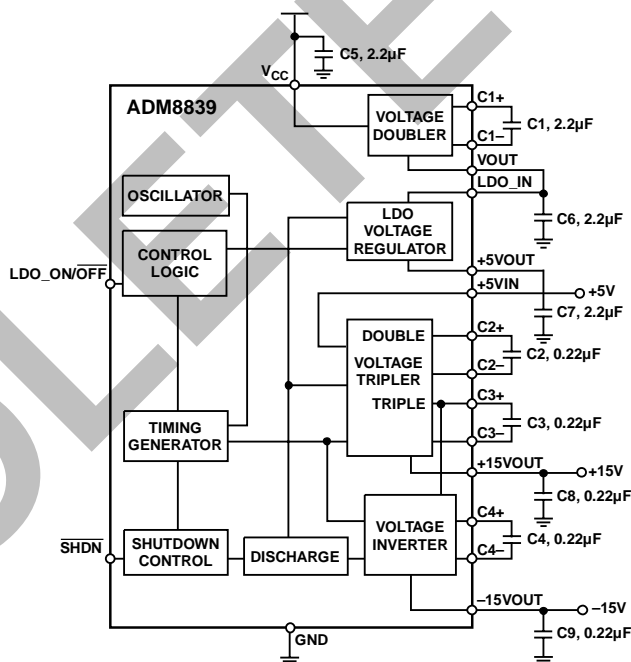 C5, 2.2µF
VCC
ADM8839
VOLTAGE
DOUBLER
C1+
C1–
C1, 2.2µF
VOUT
LDO_IN
OSCILLATOR
LDO
VOLTAGE
REGULATOR
C6, 2.2µF
CONTROL
LOGIC
LDO_ON/OFF
+5VOUT
+5VIN
+5V
C7, 2.2µF
DOUBLE
VOLTAGE
TRIPLER
TRIPLE
C2+
C2–
C2, 0.22µF
C3+
C3–
C3, 0.22µF
TIMING
GENERATOR
+15VOUT
+15V
C8, 0.22µF
C4+
C4–
C4, 0.22µF
VOLTAGE
INVERTER
SHDN
SHUTDOWN
CONTROL
DISCHARGE
–15VOUT
–15V
C9, 0.22µF
GND